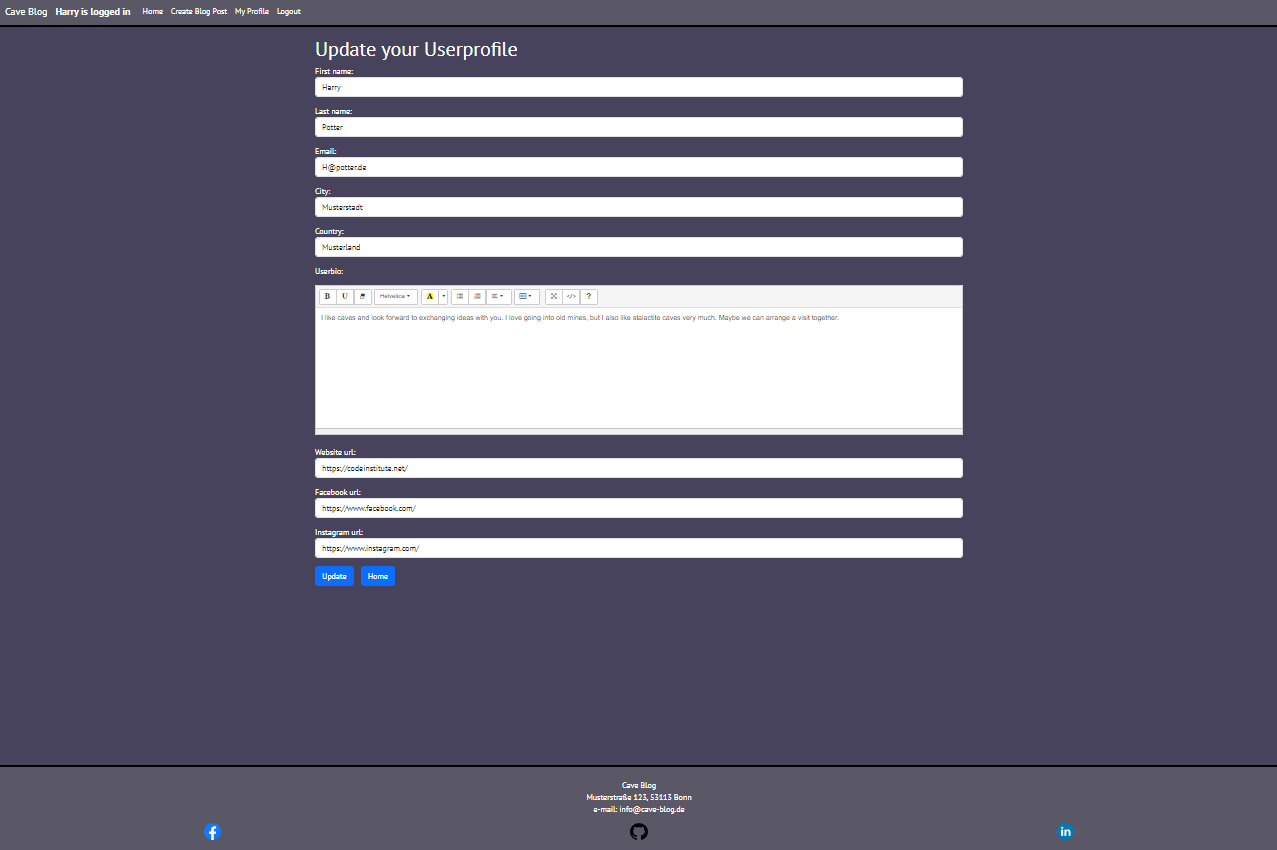 Cave Blog Harry is logged in Home Create Blog Post My Profile Logout
Update your Userprofile
First name:
Harry
Last name:
Potter
Email:
H@potter.de
City:
Musterstadt
Country:
Musterland
Userbio:
B U Helvetica A </> ?
I like caves and look forward to exchanging ideas with you. I love going into old mines, but I also like stalactite caves very much. Maybe we can arrange a visit together.
Website url:
https://codeinstitute.net/
Facebook url:
https://www.facebook.com/
Instagram url:
https://www.instagram.com/
Update Home
Cave Blog
Musterstraße 123, 53113 Bonn
e-mail: info@cave-blog.de
f in